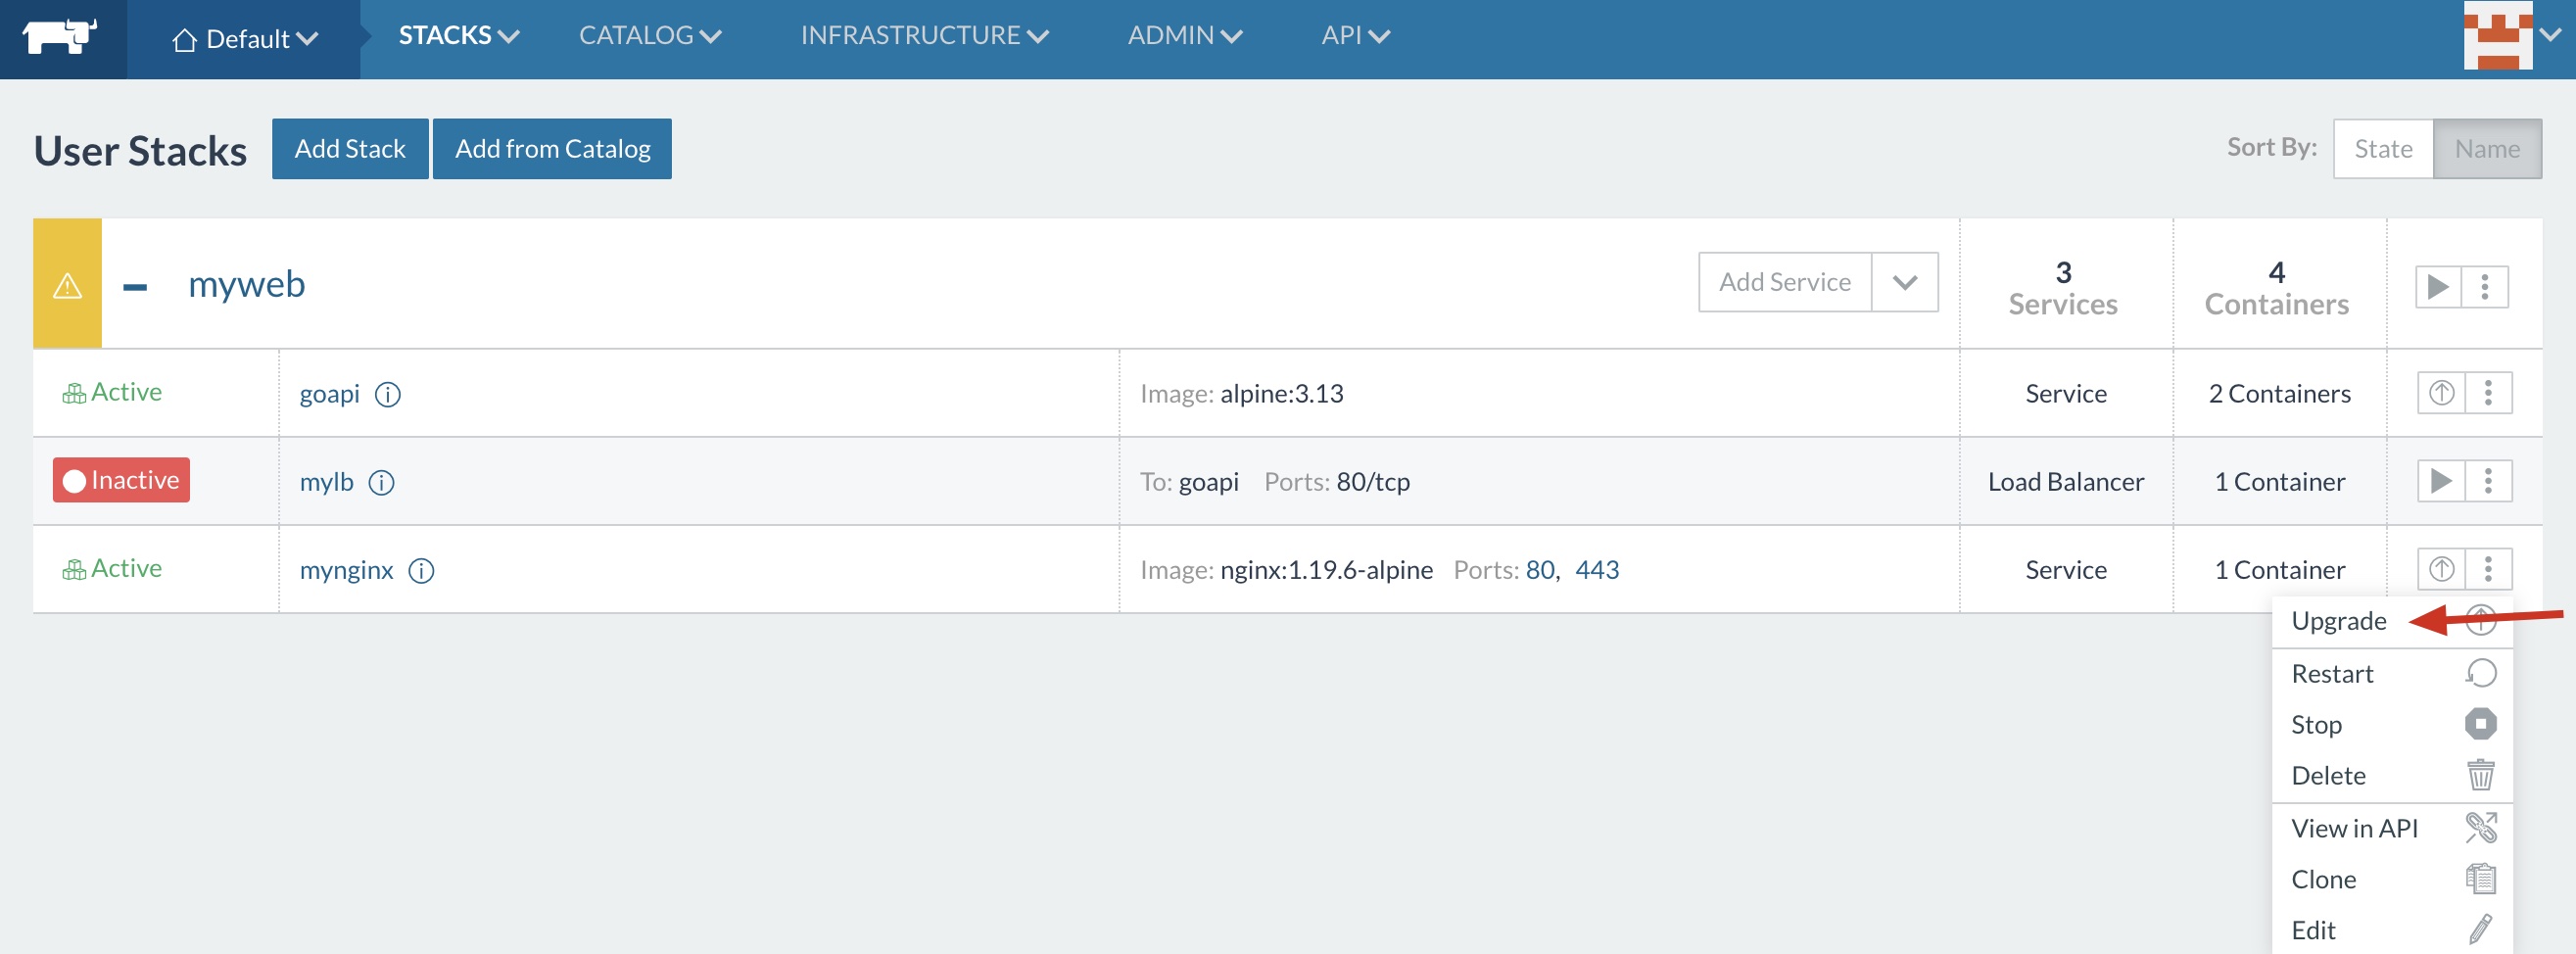 Default STACKS CATALOG INFRASTRUCTURE ADMIN API
User Stacks Add Stack Add from Catalog Sort By: State Name
myweb Add Service 3 Services 4 Containers
Active goapi Image: alpine:3.13 Service 2 Containers
Inactive mylb To: goapi Ports: 80/tcp Load Balancer 1 Container
Active mynginx Image: nginx:1.19.6-alpine Ports: 80, 443 Service 1 Container
Upgrade
Restart
Stop
Delete
View in API
Clone
Edit